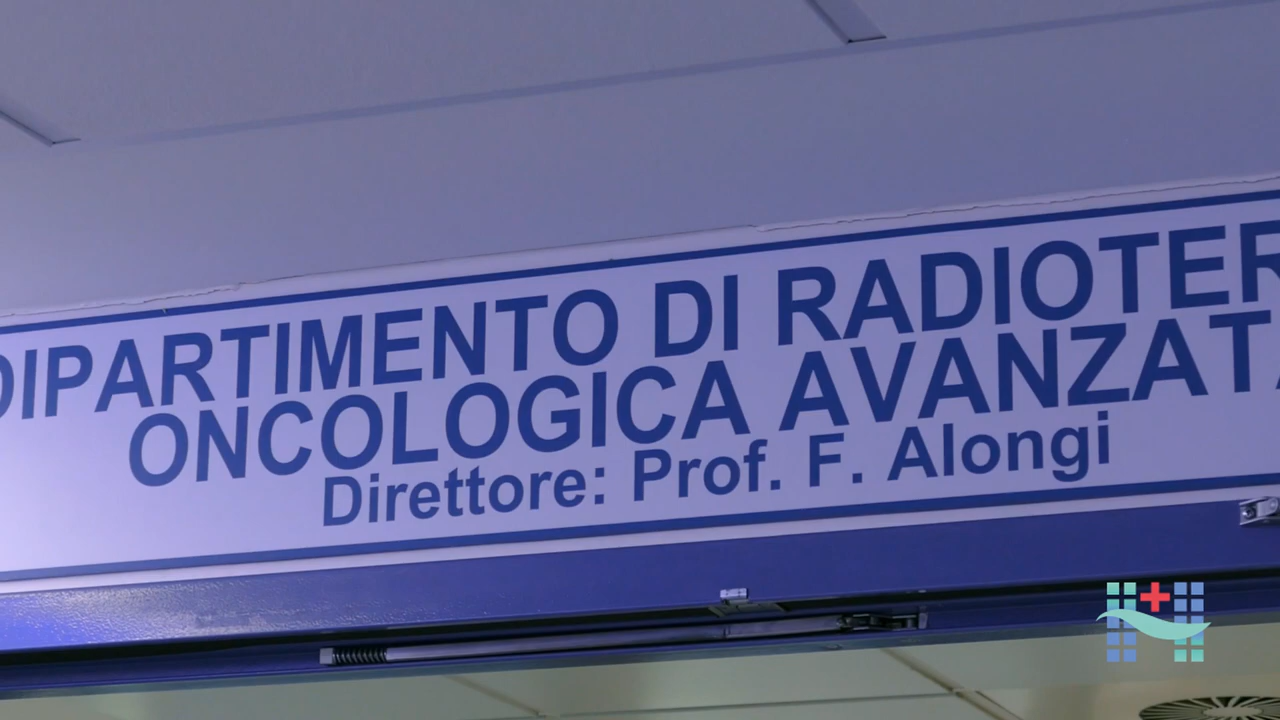 DIPARTIMENTO DI RADIOTER
ONCOLOGICA AVANZATA
Direttore: Prof. F. Alongi